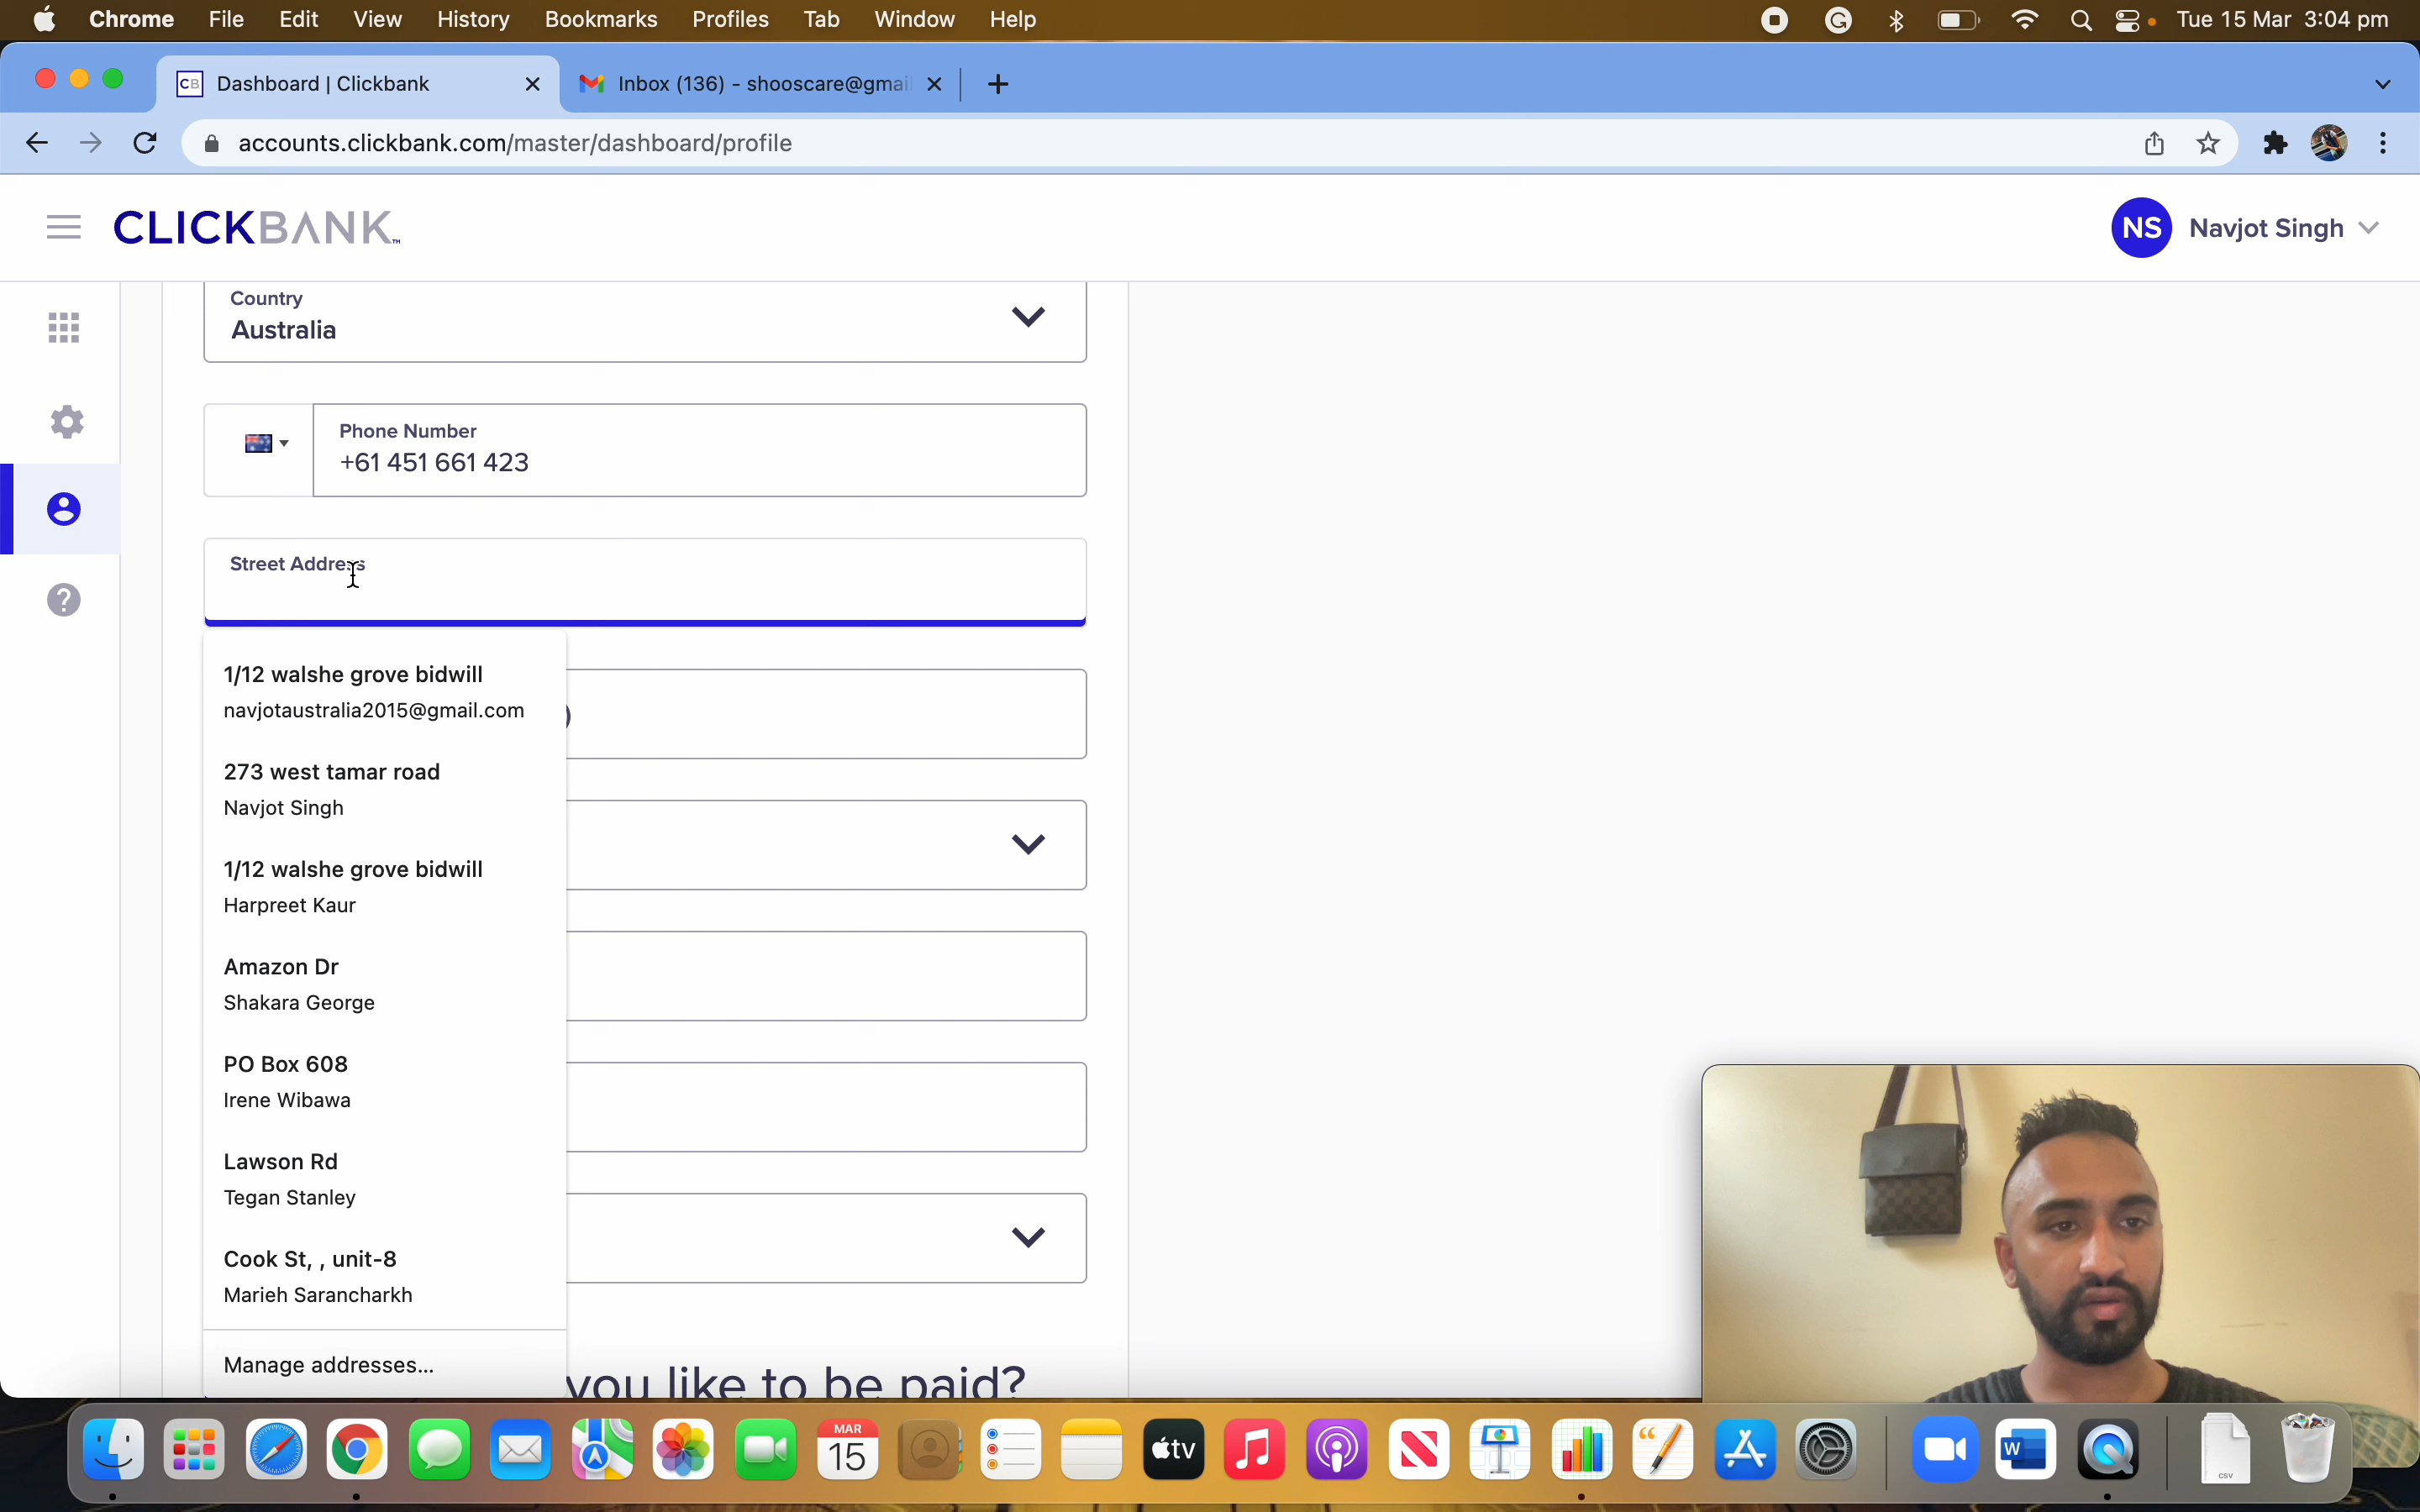 Chrome File Edit View History Bookmarks Profiles Tab Window Help Tue 15 Mar 3:04 pm
CB Dashboard | Clickbank Inbox (136) - shooscare@gmai
accounts.clickbank.com/master/dashboard/profile
CLICKBANK™ NS Navjot Singh
Country
Australia
Phone Number
+61 451 661 423
Street Address
1/12 walshe grove bidwill
navjotaustralia2015@gmail.com
273 west tamar road
Navjot Singh
1/12 walshe grove bidwill
Harpreet Kaur
Amazon Dr
Shakara George
PO Box 608
Irene Wibawa
Lawson Rd
Tegan Stanley
Cook St, , unit-8
Marieh Sarancharkh
Manage addresses...
you like to be paid?
MAR
15
tv
W
CSV